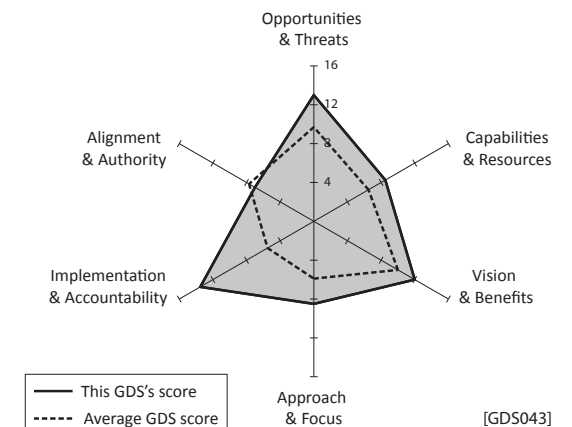 Opportunities
& Threats
16
12
8
4
Alignment
& Authority
Capabilities
& Resources
Implementation
& Accountability
Vision
& Benefits
Approach
& Focus
This GDS's score
Average GDS score
[GDS043]